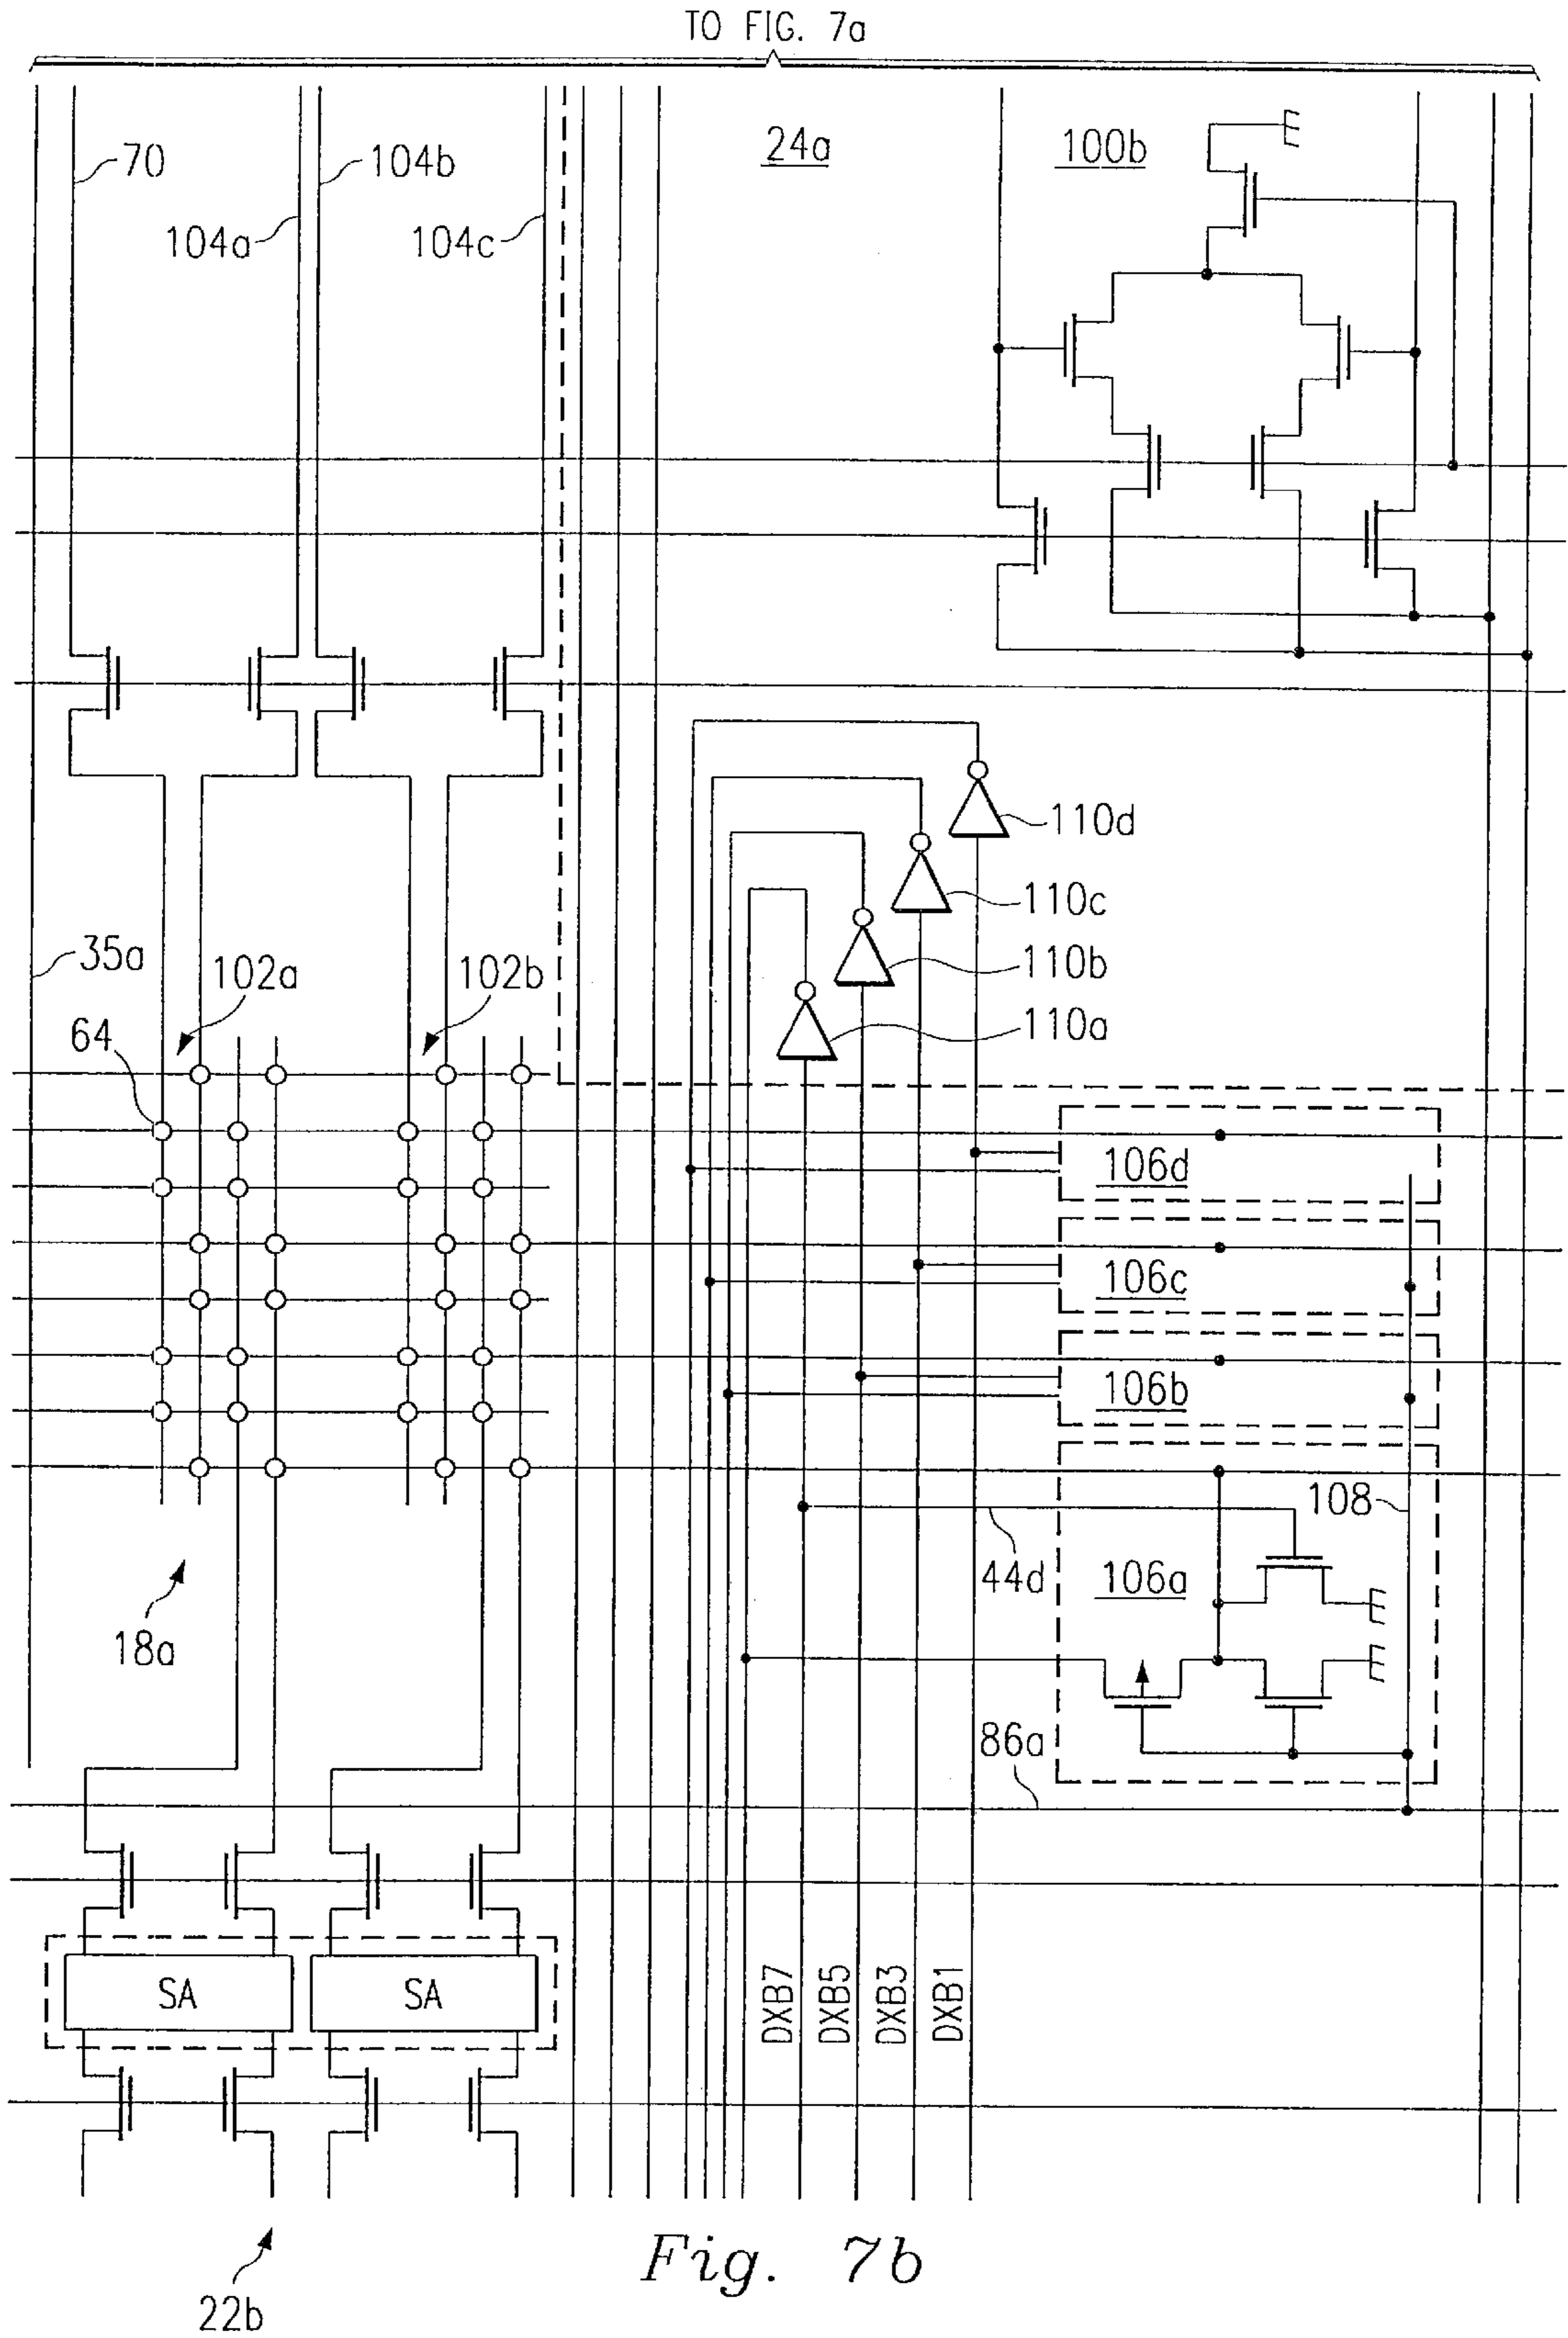 TO FIG. 7a
70
104b
24a
100b
104a
104c
110d
110c
35a
102a
102b
110b
64
110a
106d
106c
106b
108
44d
106a
18a
86a
SA
SA
DXB7
DXB5
DXB3
DXB1
Fig. 7b
22b